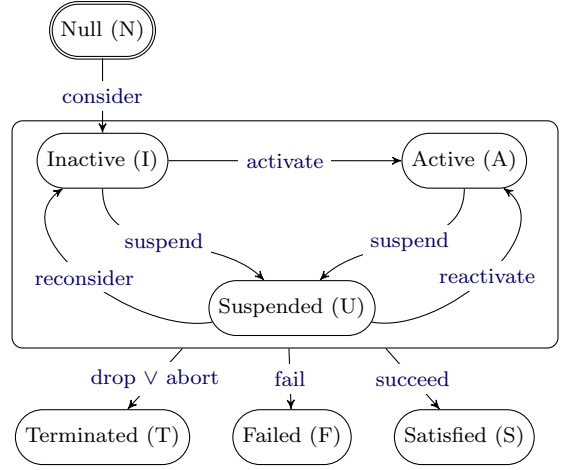 Null (N)
consider
Inactive (I)
activate
Active (A)
suspend
suspend
reconsider
reactivate
Suspended (U)
drop ∨ abort
fail
succeed
Terminated (T)
Failed (F)
Satisfied (S)